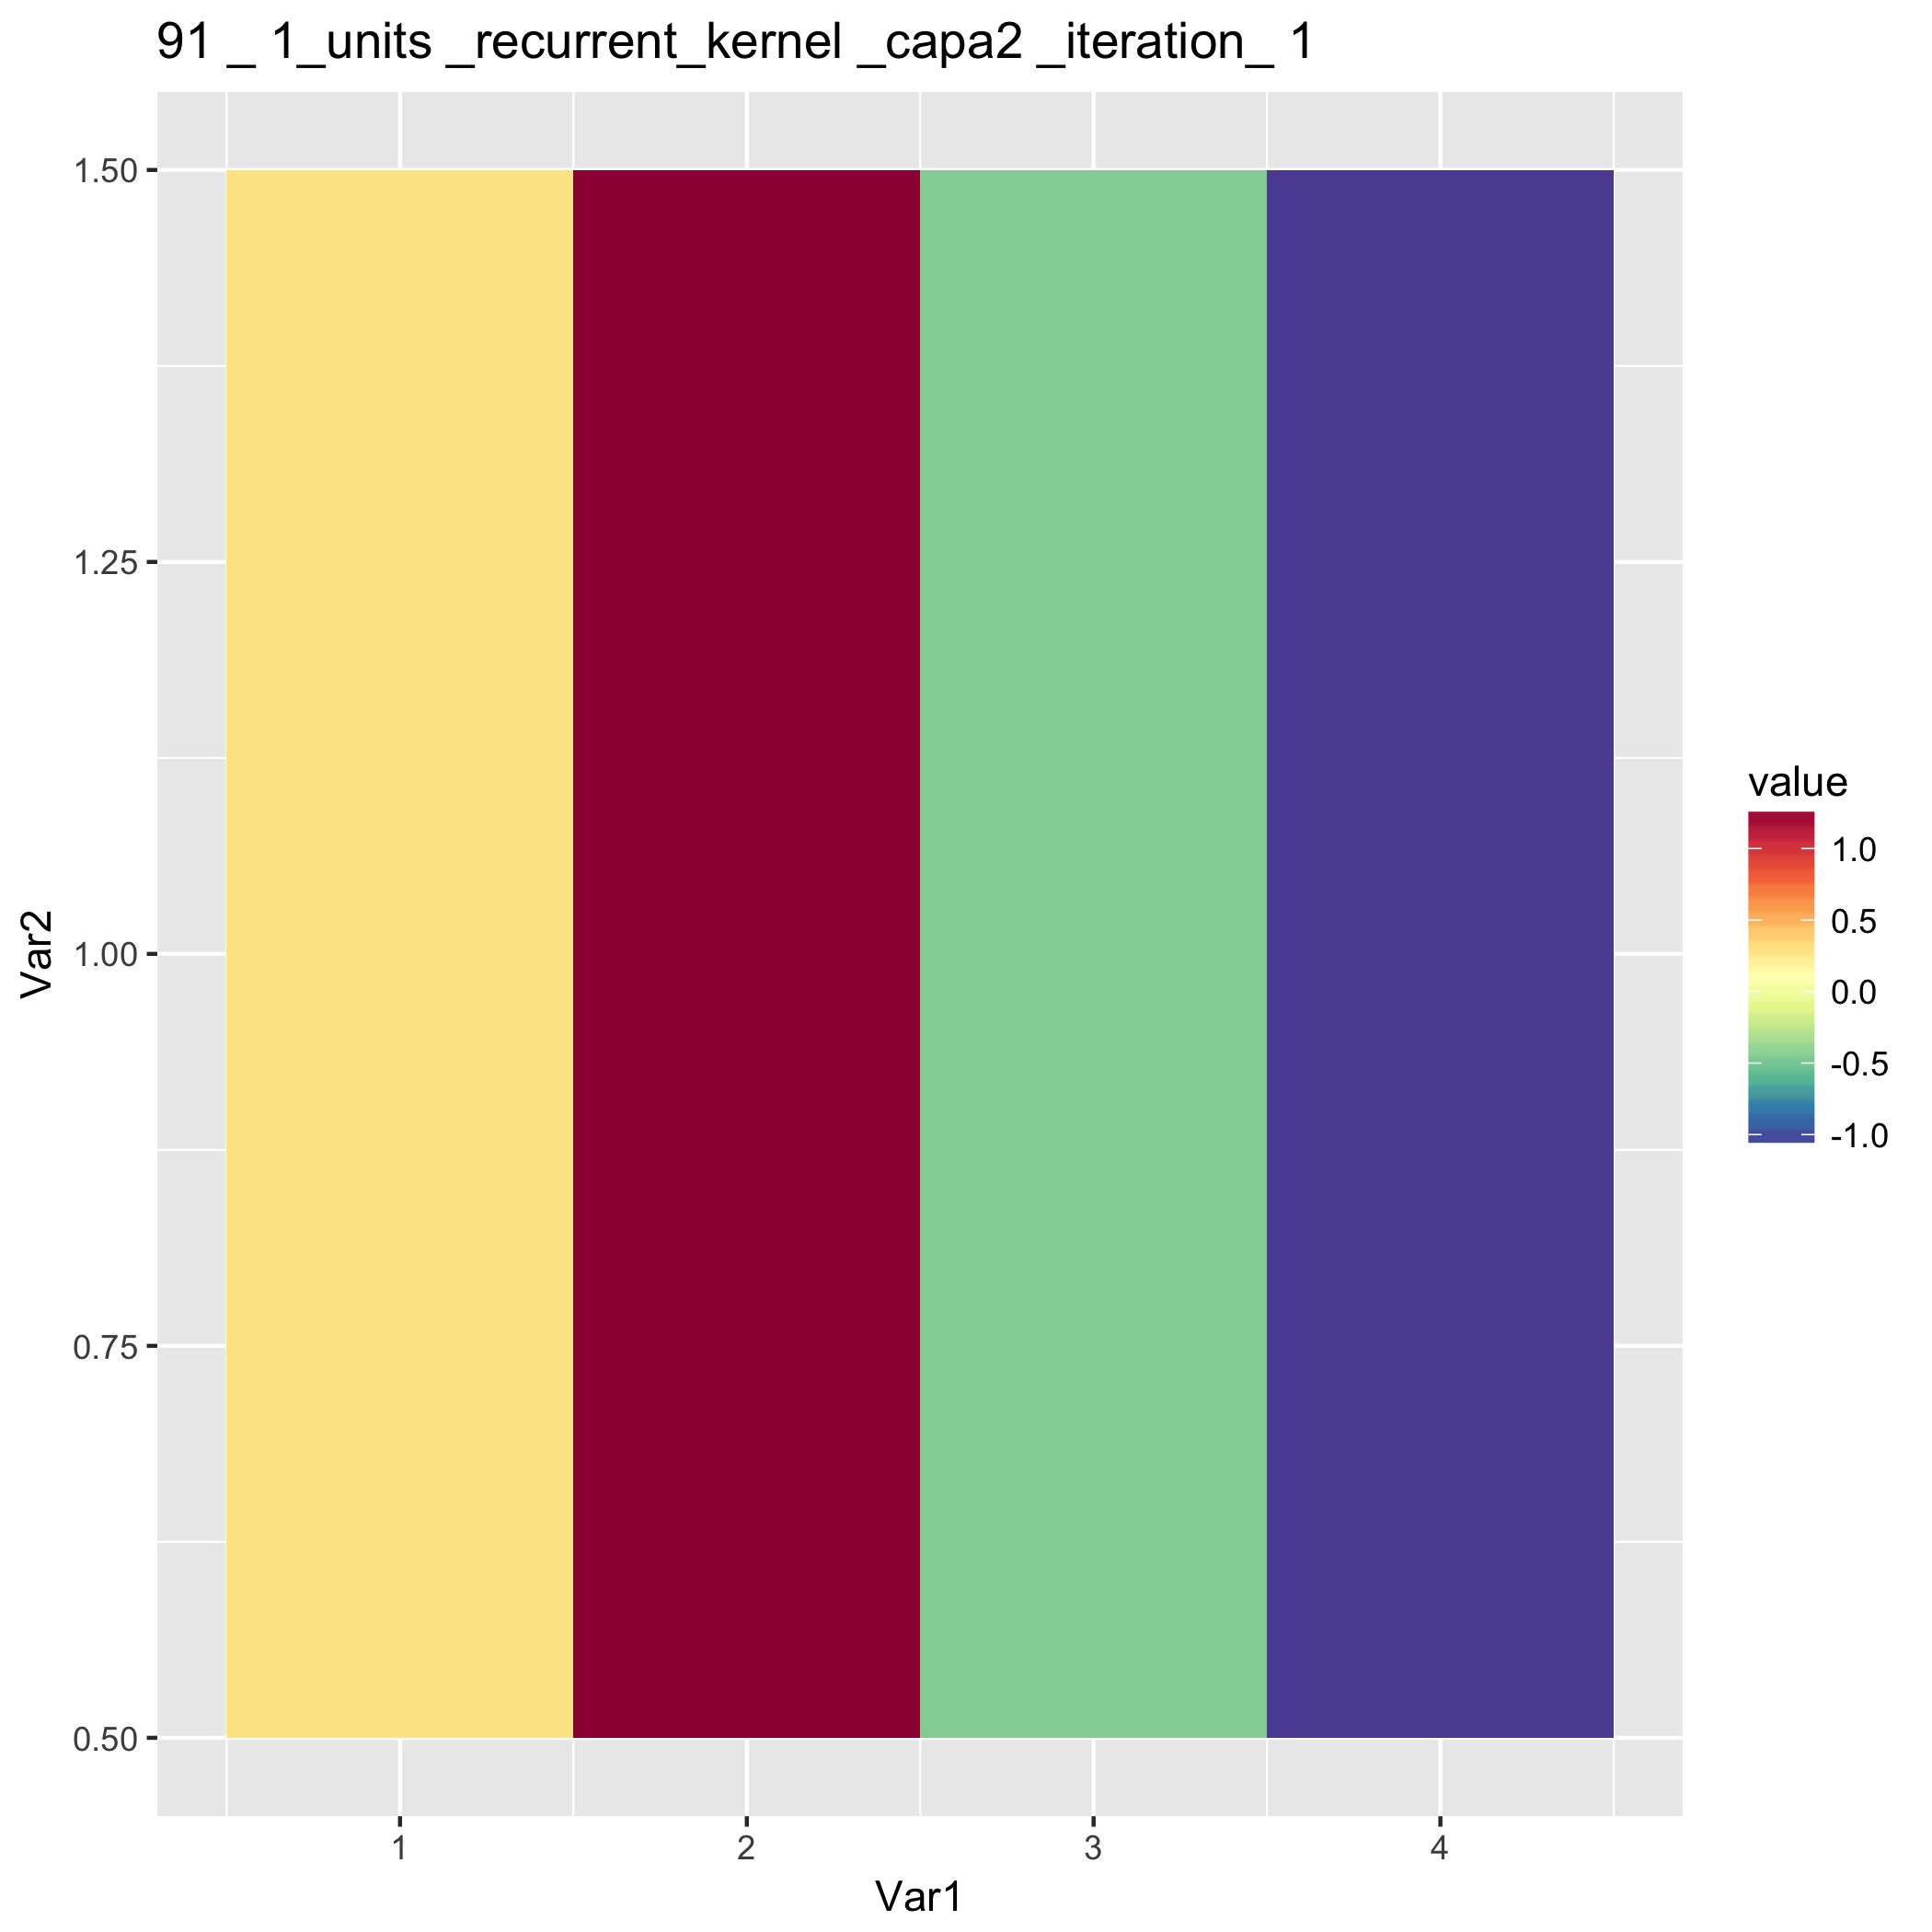 91 _ 1_units _recurrent_kernel _capa2 _iteration_ 1
1.50
1.25
1.00
0.75
0.50
Var2
1 2 3 4
Var1
value
1.0
0.5
0.0
-0.5
-1.0